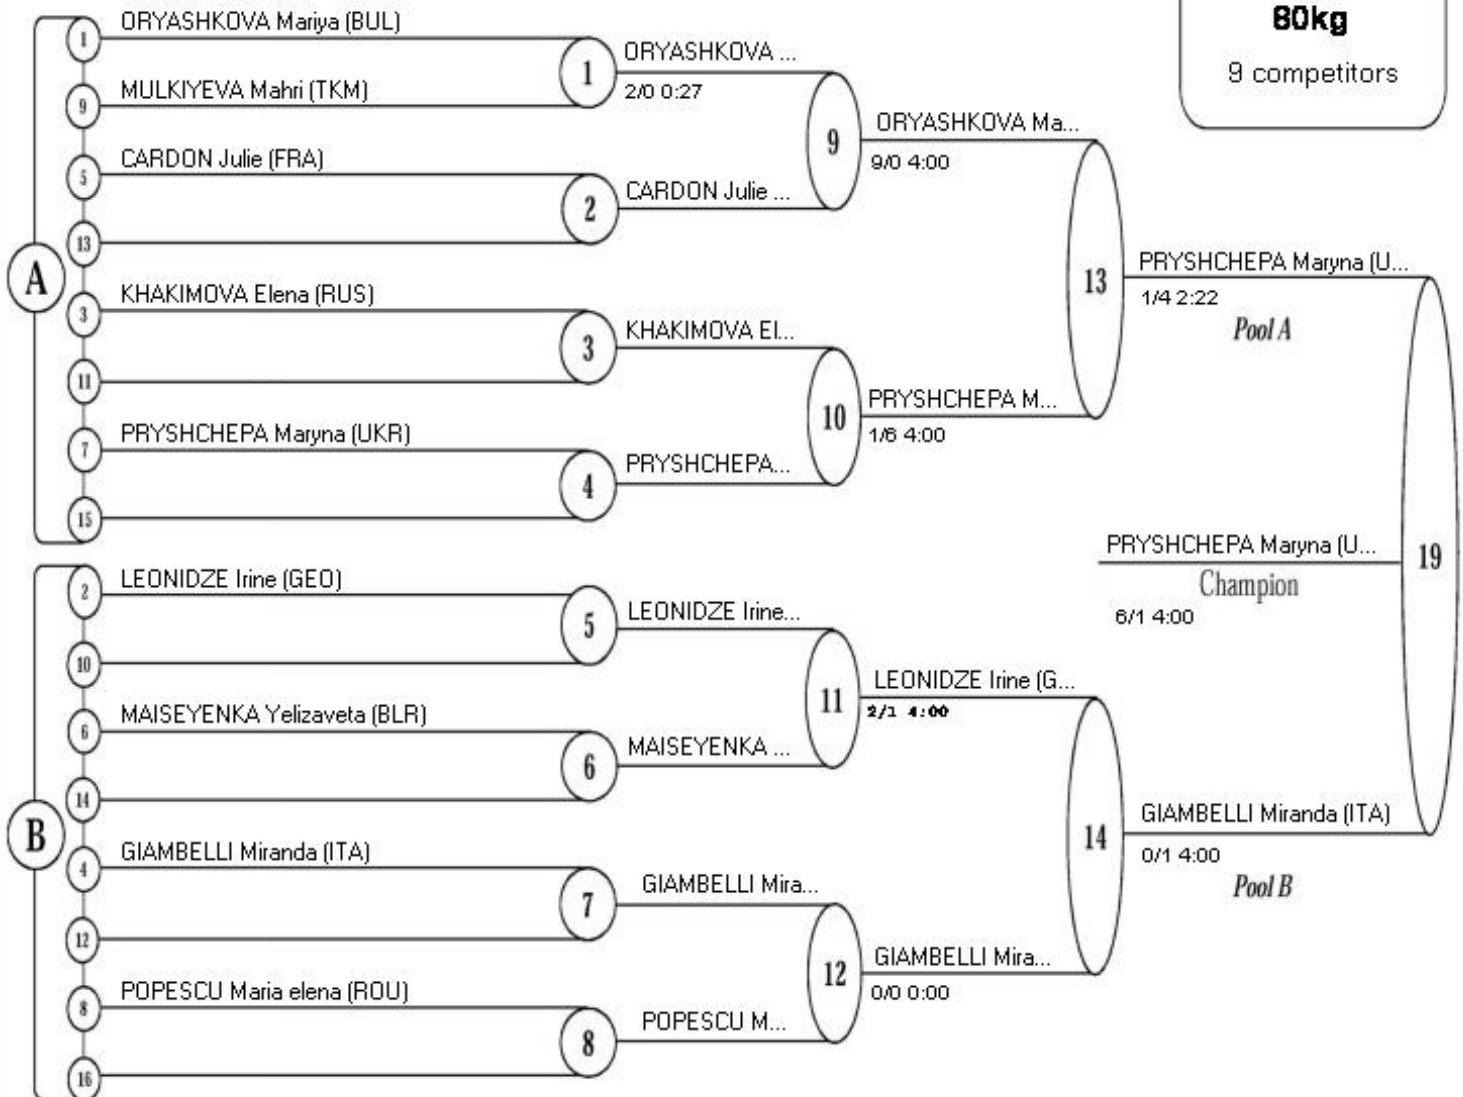 80kg
9 competitors
A
1
ORYASHKOVA Mariya (BUL)
9
MULKIYEVA Mahri (TKM)
5
CARDON Julie (FRA)
13
3
KHAKIMOVA Elena (RUS)
11
7
PRYSHCHEPA Maryna (UKR)
15
B
2
LEONIDZE Irine (GEO)
10
6
MAISEYENKA Yelizaveta (BLR)
14
4
GIAMBELLI Miranda (ITA)
12
8
POPESCU Maria elena (ROU)
16
1
ORYASHKOVA ...
2/0 0:27
2
CARDON Julie ...
3
KHAKIMOVA El...
4
PRYSHCHEPA...
5
LEONIDZE Irine...
6
MAISEYENKA ...
7
GIAMBELLI Mira...
8
POPESCU M...
9
ORYASHKOVA Ma...
9/0 4:00
10
PRYSHCHEPA M...
1/6 4:00
11
LEONIDZE Irine (G...
2/1 4:00
12
GIAMBELLI Mira...
0/0 0:00
13
PRYSHCHEPA Maryna (U...
1/4 2:22
Pool A
14
GIAMBELLI Miranda (ITA)
0/1 4:00
Pool B
19
PRYSHCHEPA Maryna (U...
Champion
6/1 4:00